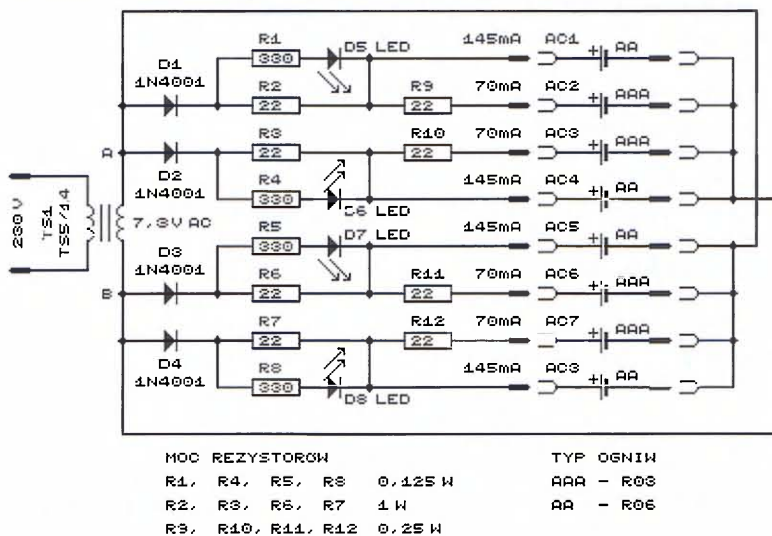 R1 D5 LED 145mA AC1 AA
D1 330
1N4001 R2 R9 70mA AC2 AAA
22 22
R3 R10 70mA AC3 AAA
A 22 22
D2
1N4001 R4 145mA AC4 AA
330
230 V TS1 TS5/14 7,3V AC R5 D6 LED 145mA AC5 AA
330 D7 LED
D3
1N4001 R6 R11 70mA AC6 AAA
B 22 22
R7 R12 70mA AC7 AAA
22 22
D4
1N4001 R8 145mA AC3 AA
330
D8 LED
MOC REZYSTORÓW TYP OGNIW
R1, R4, R5, R8 0,125 W AAA - R03
R2, R3, R6, R7 1 W AA - R06
R9, R10, R11, R12 0,25 W